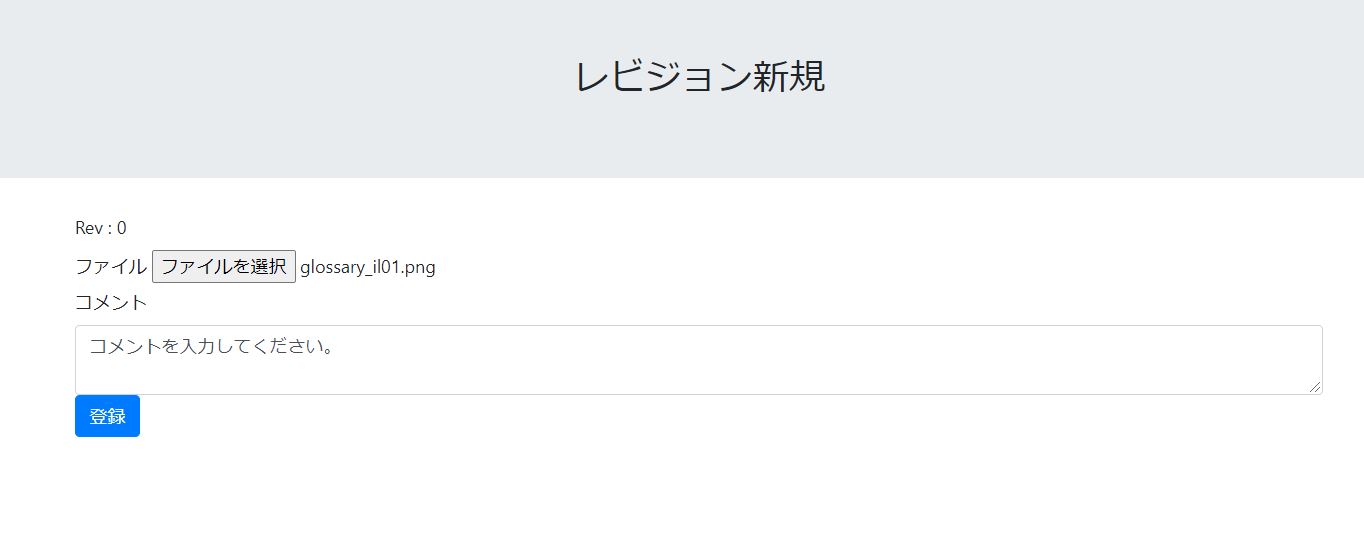 レビジョン新規
Rev : 0
ファイル ファイルを選択 glossary_il01.png
コメント
コメントを入力してください。
登録